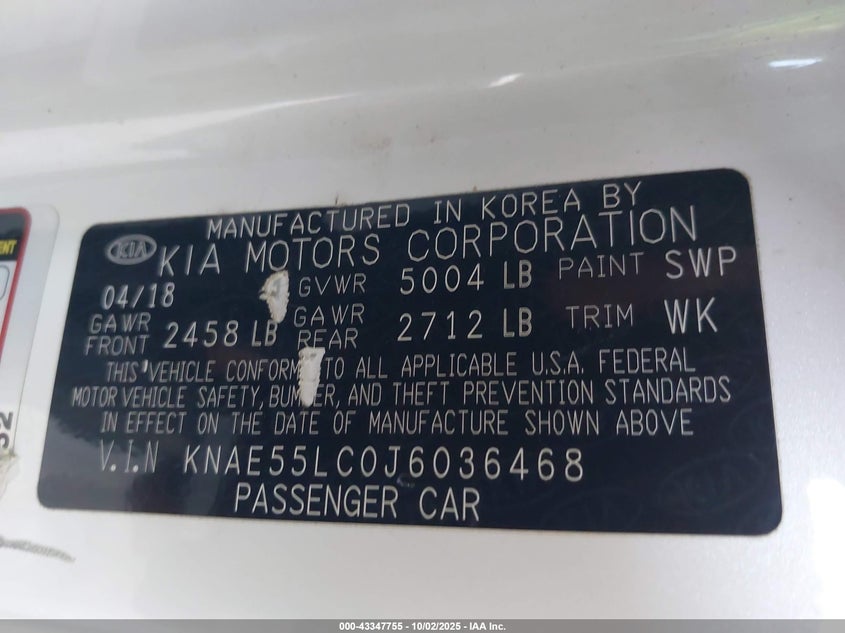 MANUFACTURED IN KOREA BY
KIA KIA MOTORS CORPORATION
04/18 GVWR 5004 LB PAINT SWP
GAWR FRONT 2458 LB GAWR REAR 2712 LB TRIM WK
THIS VEHICLE CONFORM TO ALL APPLICABLE U.S.A. FEDERAL
MOTOR VEHICLE SAFETY, BUMPER, AND THEFT PREVENTION STANDARDS
IN EFFECT ON THE DATE OF MANUFACTURE SHOWN ABOVE
V.I.N KNAE55LC0J6036468
PASSENGER CAR
000-43347755 - 10/02/2025 - IAA Inc.